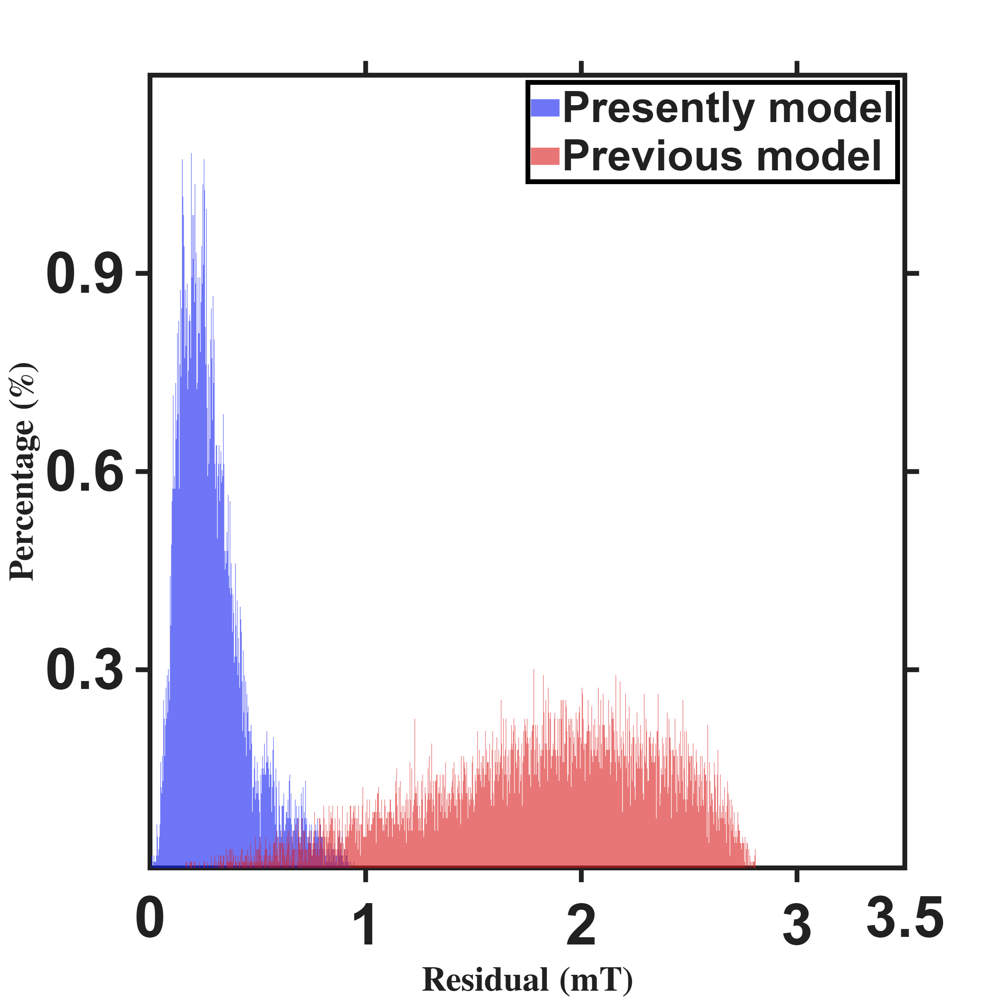 Presently model
Previous model
0.9
0.6
0.3
Percentage (%)
0
1
2
3
3.5
Residual (mT)